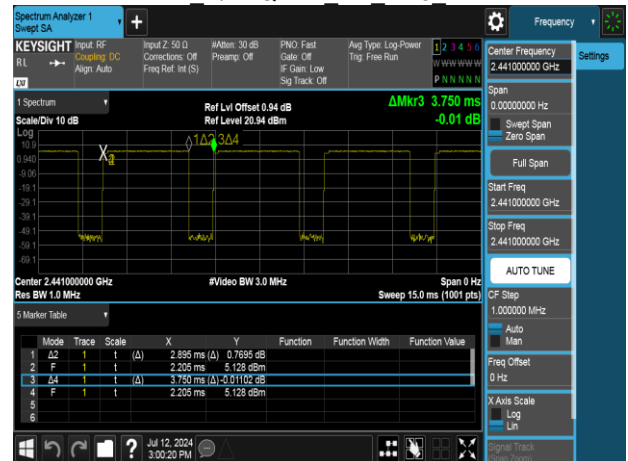 Spectrum Analyzer 1
Swept SA
+
Frequency
KEYSIGHT
RL
LXI
Input: RF
Coupling: DC
Align: Auto
Input Z: 50 Ω
Corrections: Off
Freq Ref: Int (S)
#Atten: 30 dB
Preamp: Off
PNO: Fast
Gate: Off
IF Gain: Low
Sig Track: Off
Avg Type: Log-Power
Trig: Free Run
1 2 3 4 5 6
W W W W W W
P N N N N N
Center Frequency
2.441000000 GHz
Settings
Span
0.00000000 Hz
Swept Span
Zero Span
Full Span
Start Freq
2.441000000 GHz
Stop Freq
2.441000000 GHz
AUTO TUNE
CF Step
1.000000 MHz
Auto
Man
Freq Offset
0 Hz
X Axis Scale
Log
Lin
Signal Track
(Span Zoom)
1 Spectrum
Scale/Div 10 dB
Ref Lvl Offset 0.94 dB
Ref Level 20.94 dBm
ΔMkr3 3.750 ms
-0.01 dB
Log
10.9
0.940
-9.06
-19.1
-29.1
-39.1
-49.1
-59.1
-69.1
1Δ2 3Δ4
Center 2.441000000 GHz
#Video BW 3.0 MHz
Span 0 Hz
Res BW 1.0 MHz
Sweep 15.0 ms (1001 pts)
5 Marker Table
Mode Trace Scale X Y Function Function Width Function Value
1 Δ2 1 t (Δ) 2.895 ms (Δ) 0.7695 dB
2 F 1 t 2.205 ms 5.128 dBm
3 Δ4 1 t (Δ) 3.750 ms (Δ) -0.01102 dB
4 F 1 t 2.205 ms 5.128 dBm
5
6
?
Jul 12, 2024
3:00:20 PM